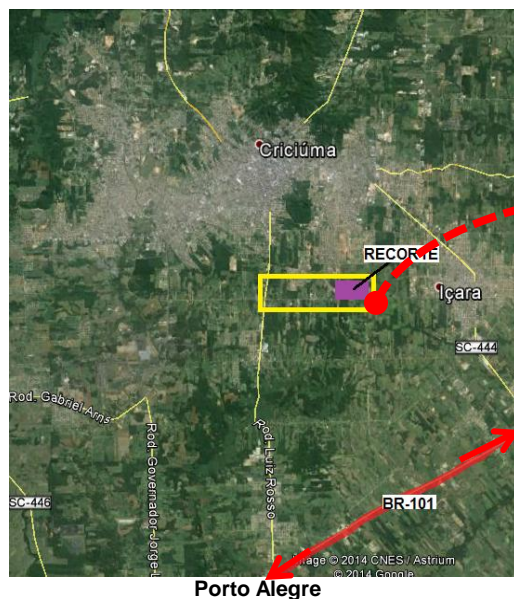 Criciúma
RECORTE
Içara
SC-444
Rod. Gabriel Arns
Rod. Governador Jorge L
Rod. Luiz Rosso
SC-446
BR-101
Image © 2014 CNES / Astrium
© 2014 Google
Porto Alegre